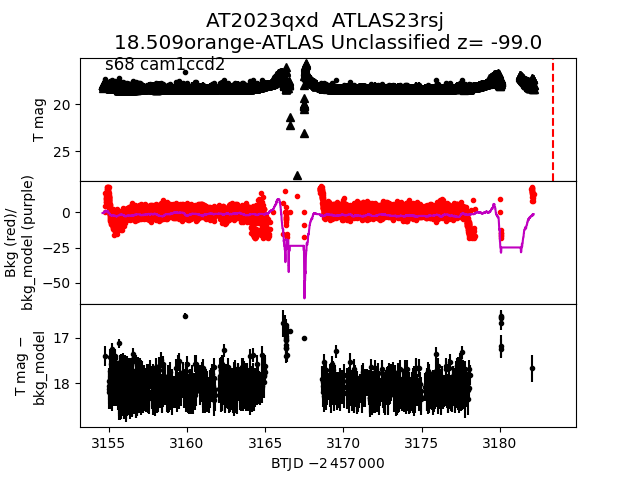 AT2023qxd  ATLAS23rsj
18.509orange-ATLAS Unclassified z= -99.0
s68 cam1ccd2
T mag
20
25
Bkg (red)/
bkg_model (purple)
0
−25
−50
T mag −
bkg_model
17
18
3155 3160 3165 3170 3175 3180
BTJD −2 457 000